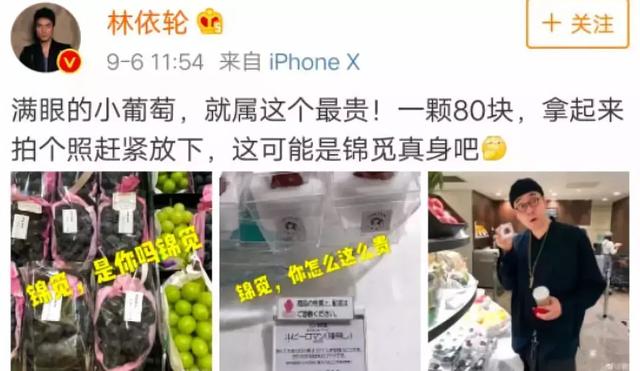 林依轮
+关注
9-6 11:54 来自 iPhone X
满眼的小葡萄，就属这个最贵！一颗80块，拿起来
拍个照赶紧放下，这可能是锦觅真身吧
锦觅，是你吗锦觅
锦觅，你怎么这么贵